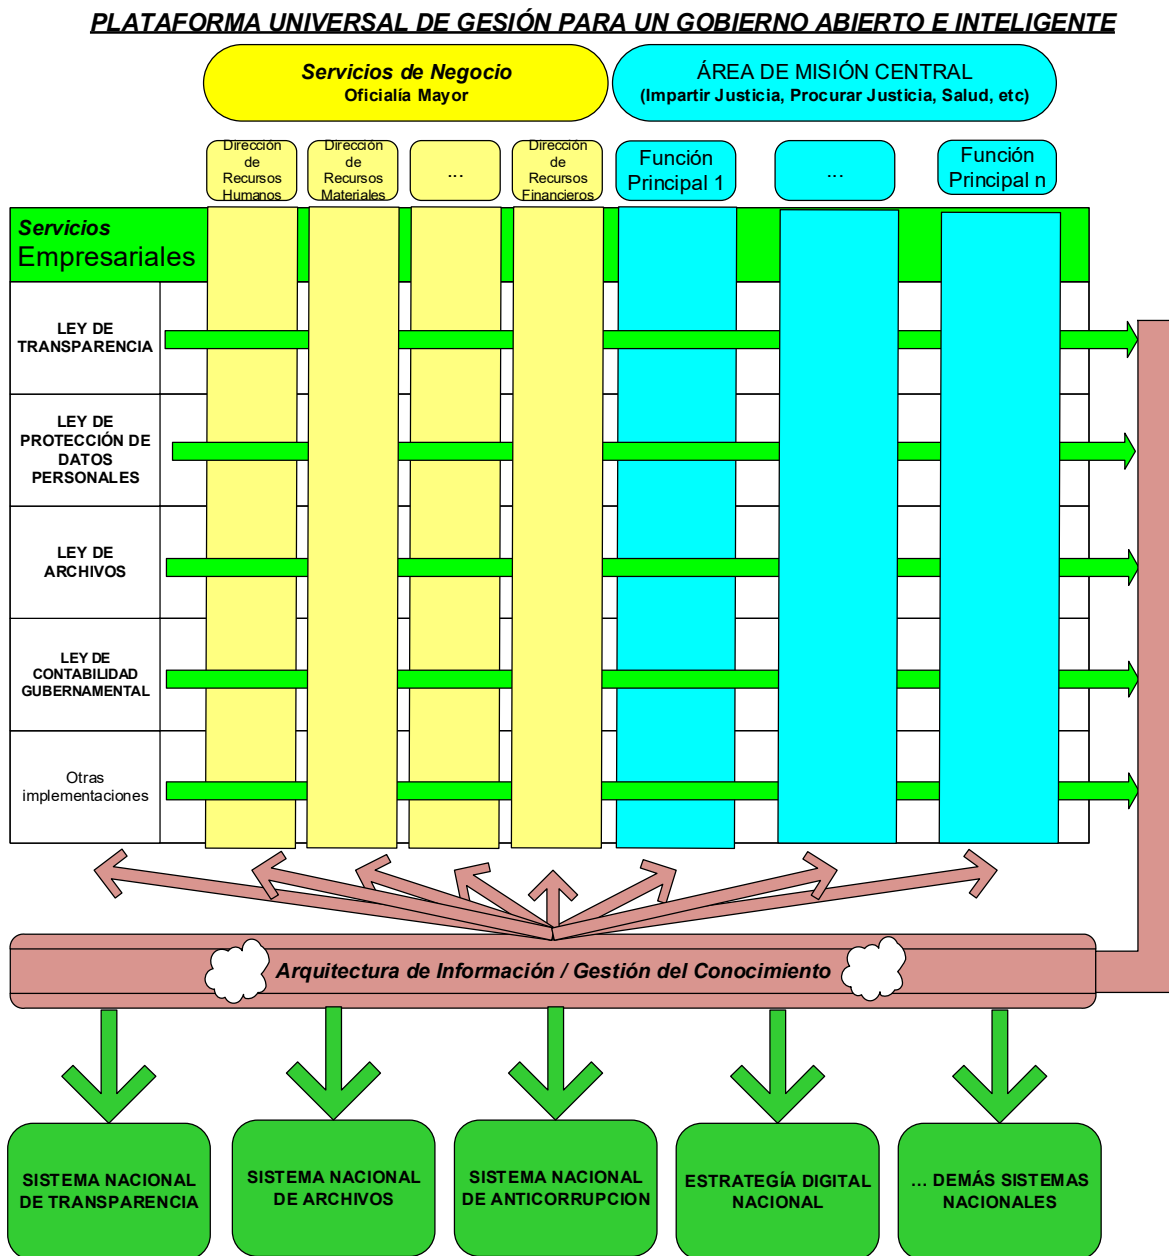 PLATAFORMA UNIVERSAL DE GESIÓN PARA UN GOBIERNO ABIERTO E INTELIGENTE
Servicios de Negocio
Oficialía Mayor
ÁREA DE MISIÓN CENTRAL
(Impartir Justicia, Procurar Justicia, Salud, etc)
Dirección
de
Recursos
Humanos
Dirección
de
Recursos
Materiales
...
Dirección
de
Recursos
Financieros
Función
Principal 1
...
Función
Principal n
Servicios
Empresariales
LEY DE
TRANSPARENCIA
LEY DE
PROTECCIÓN DE
DATOS
PERSONALES
LEY DE
ARCHIVOS
LEY DE
CONTABILIDAD
GUBERNAMENTAL
Otras
implementaciones
Arquitectura de Información / Gestión del Conocimiento
SISTEMA NACIONAL
DE TRANSPARENCIA
SISTEMA NACIONAL
DE ARCHIVOS
SISTEMA NACIONAL
DE ANTICORRUPCION
ESTRATEGÍA DIGITAL
NACIONAL
... DEMÁS SISTEMAS
NACIONALES